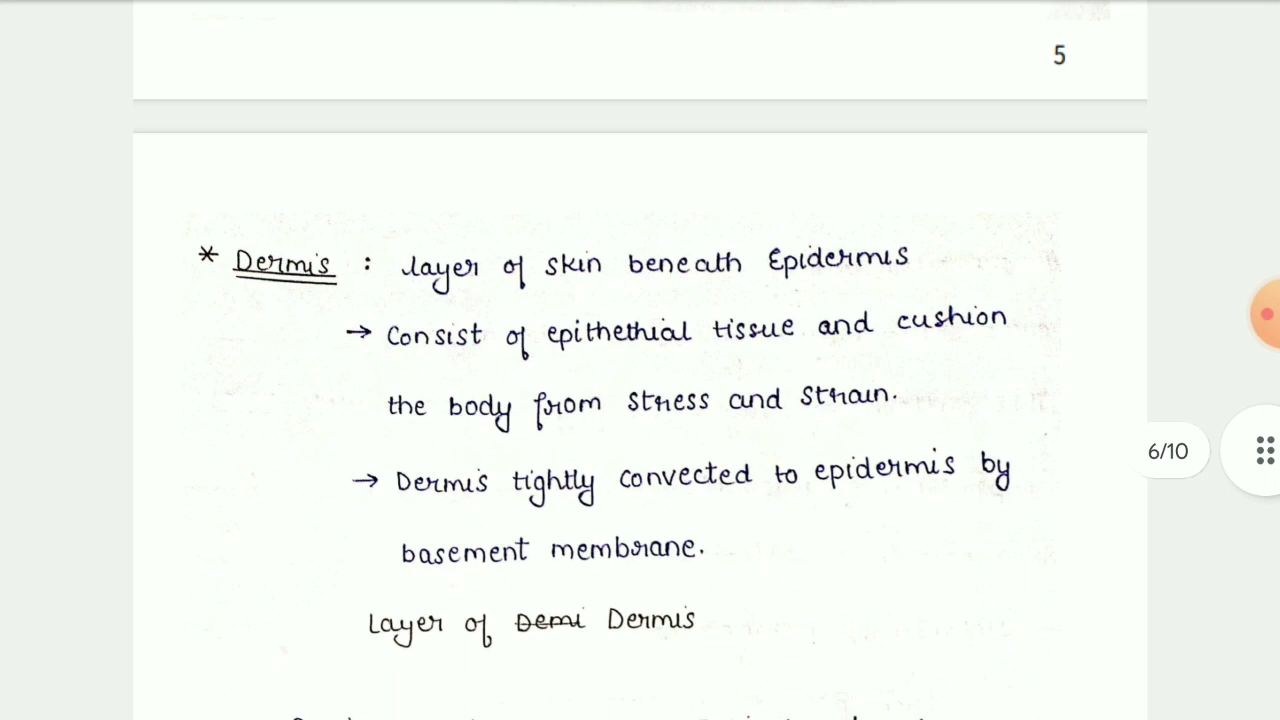 5
* Dermis : layer of skin beneath Epidermis
→ Consist of epithethial tissue and cushion
the body from stress and strain.
→ Dermis tightly convected to epidermis by
basement membrane.
Layer of Demi Dermis
6/10